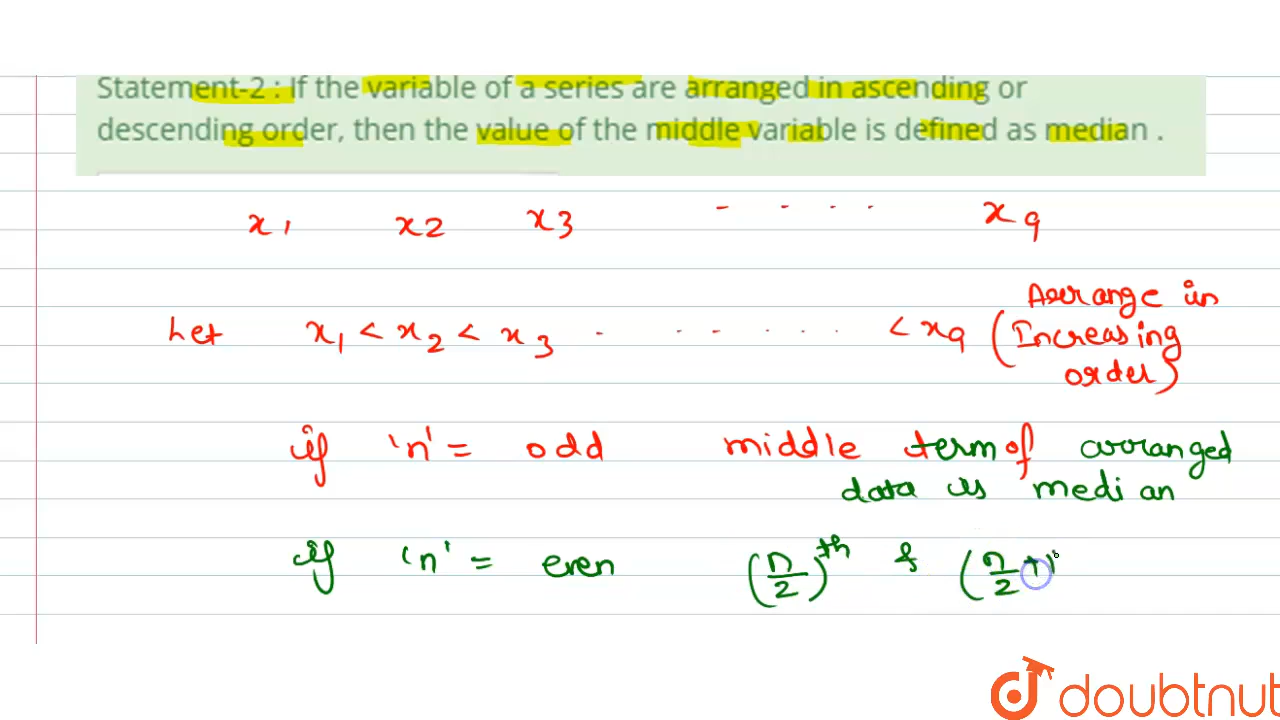 Statement-2 : If the variable of a series are arranged in ascending or
descending order, then the value of the middle variable is defined as median .
x1 x2 x3 - - - - x9
Let x1 < x2 < x3 - - - - - - < x9 (Arrange in
Increasing
order)
if 'n' = odd middle term of arranged
data is median
if 'n' = even (n/2)th & (n/2+1)
doubtnut